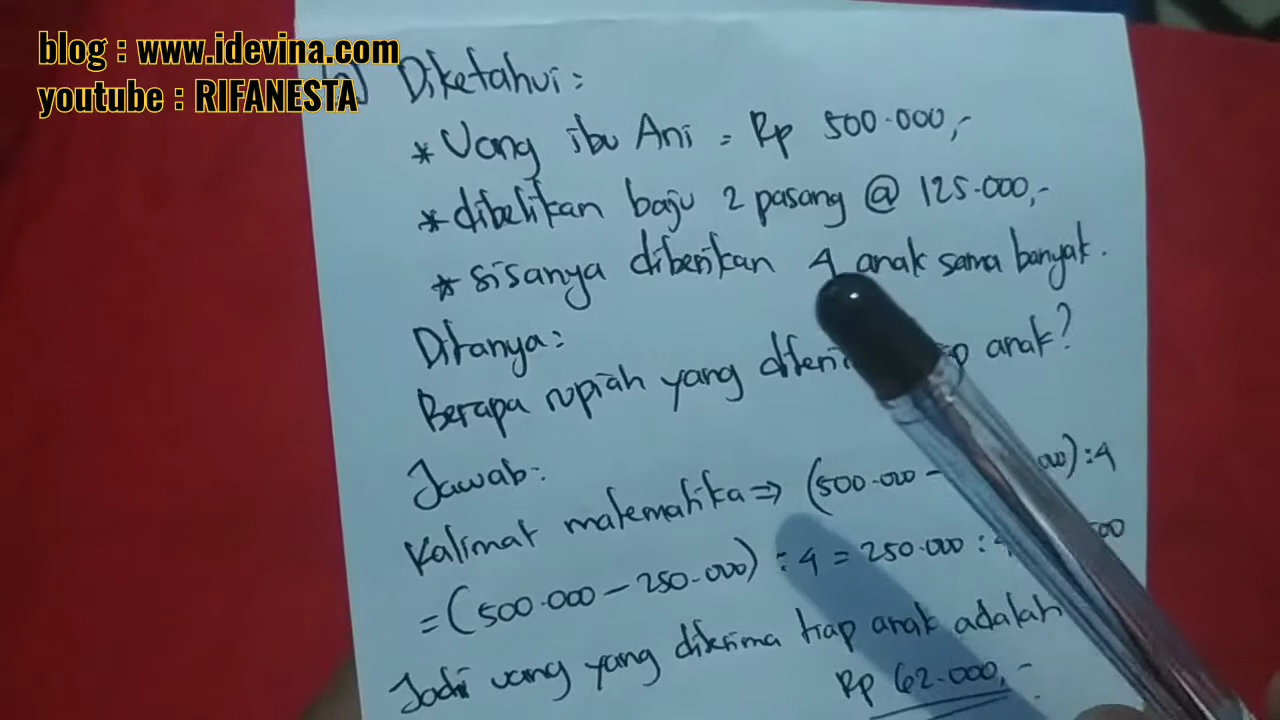 blog : www.idevina.com
youtube : RIFANESTA
Diketahui:
* Uang ibu Ani = Rp 500.000,-
* dibelikan baju 2 pasang @ 125.000,-
* sisanya diberikan 4 anak sama banyak.
Ditanya:
Berapa rupiah yang anak?
Jawab:
Kalimat matematika ⇒ (500.000 - 000) : 4
= (500.000 - 250.000) : 4 = 250.000 : 500
Jadi uang yang diterima tiap anak adalah
Rp 62.000,-